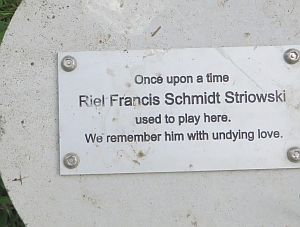 Once upon a time
Riel Francis Schmidt Striowski
used to play here.
We remember him with undying love.